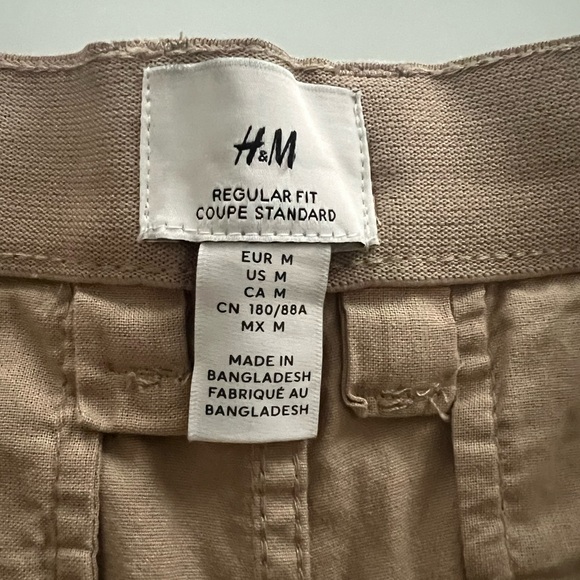 H&M
REGULAR FIT
COUPE STANDARD
EUR M
US M
CA M
CN 180/88A
MX M
MADE IN
BANGLADESH
FABRIQUÉ AU
BANGLADESH